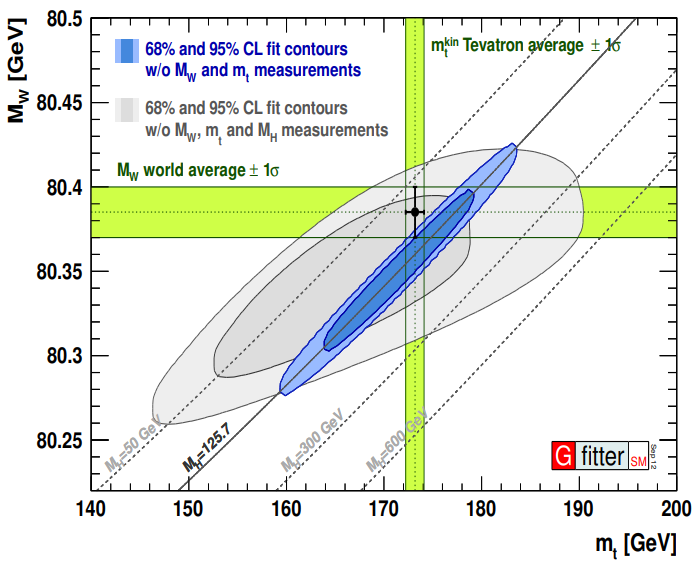 80.5
80.45
80.4
80.35
80.3
80.25
M_W [GeV]
68% and 95% CL fit contours
w/o M_W and m_t measurements
68% and 95% CL fit contours
w/o M_W, m_t and M_H measurements
m_t^kin Tevatron average ± 1σ
M_W world average ± 1σ
M_H=50 GeV
M_H=125.7
M_H=300 GeV
M_H=600 GeV
G fitter SM
Sep 12
140 150 160 170 180 190 200
m_t [GeV]